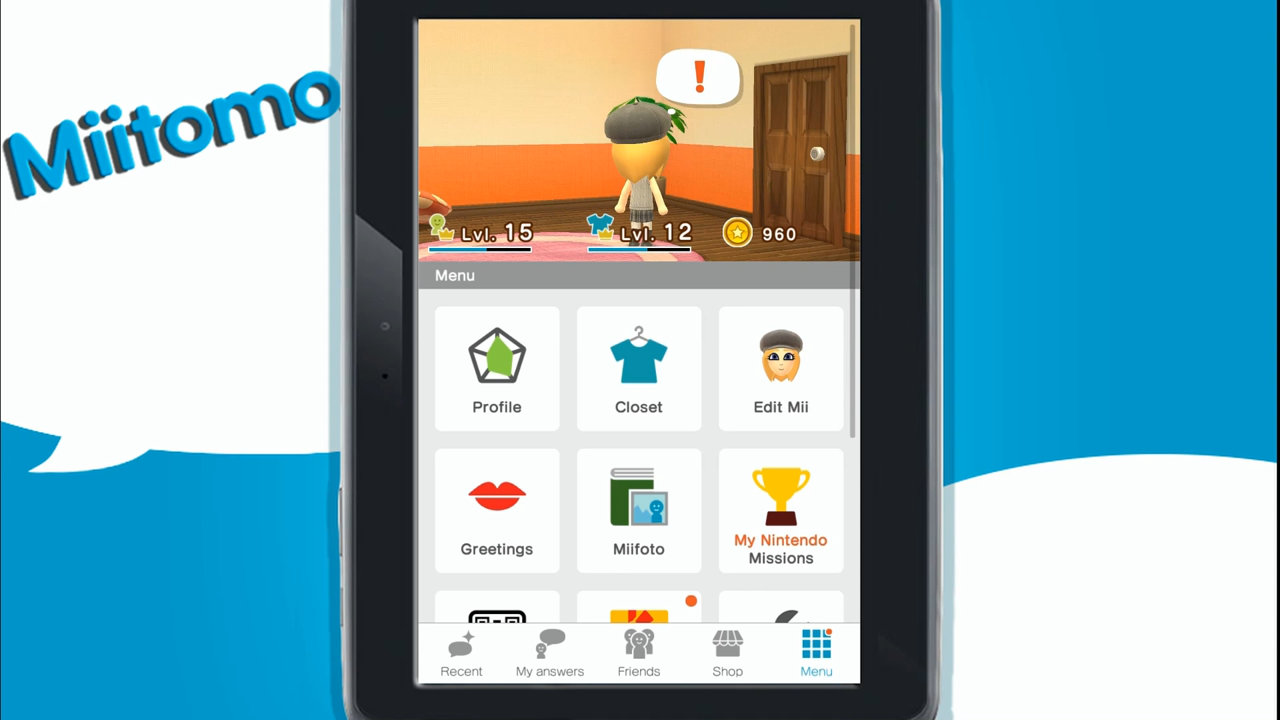 Miitomo
!
Lvl. 15
Lvl. 12
960
Menu
Profile
Closet
Edit Mii
Greetings
Miifoto
My Nintendo
Missions
Recent
My answers
Friends
Shop
Menu